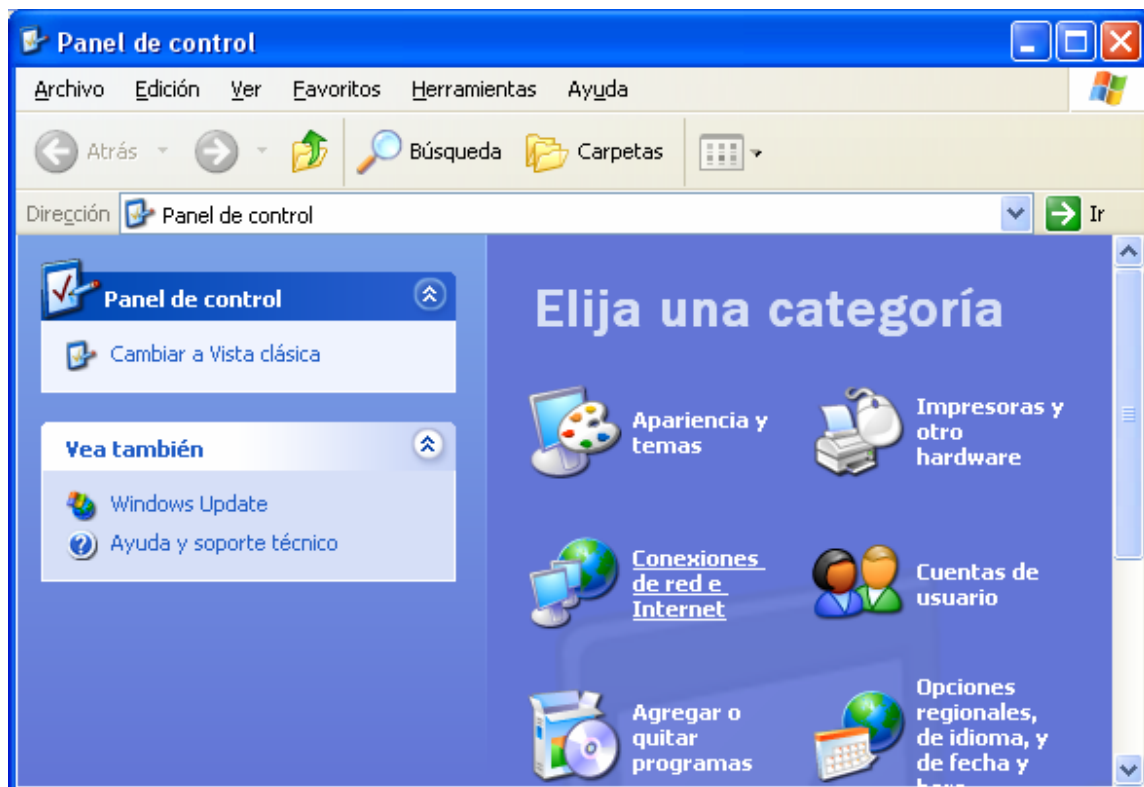 Panel de control
Archivo Edición Ver Favoritos Herramientas Ayuda
Atrás Búsqueda Carpetas
Dirección Panel de control Ir
Panel de control
Cambiar a Vista clásica
Vea también
Windows Update
Ayuda y soporte técnico
Elija una categoría
Apariencia y
temas
Impresoras y
otro
hardware
Conexiones
de red e
Internet
Cuentas de
usuario
Agregar o
quitar
programas
Opciones
regionales,
de idioma, y
de fecha y